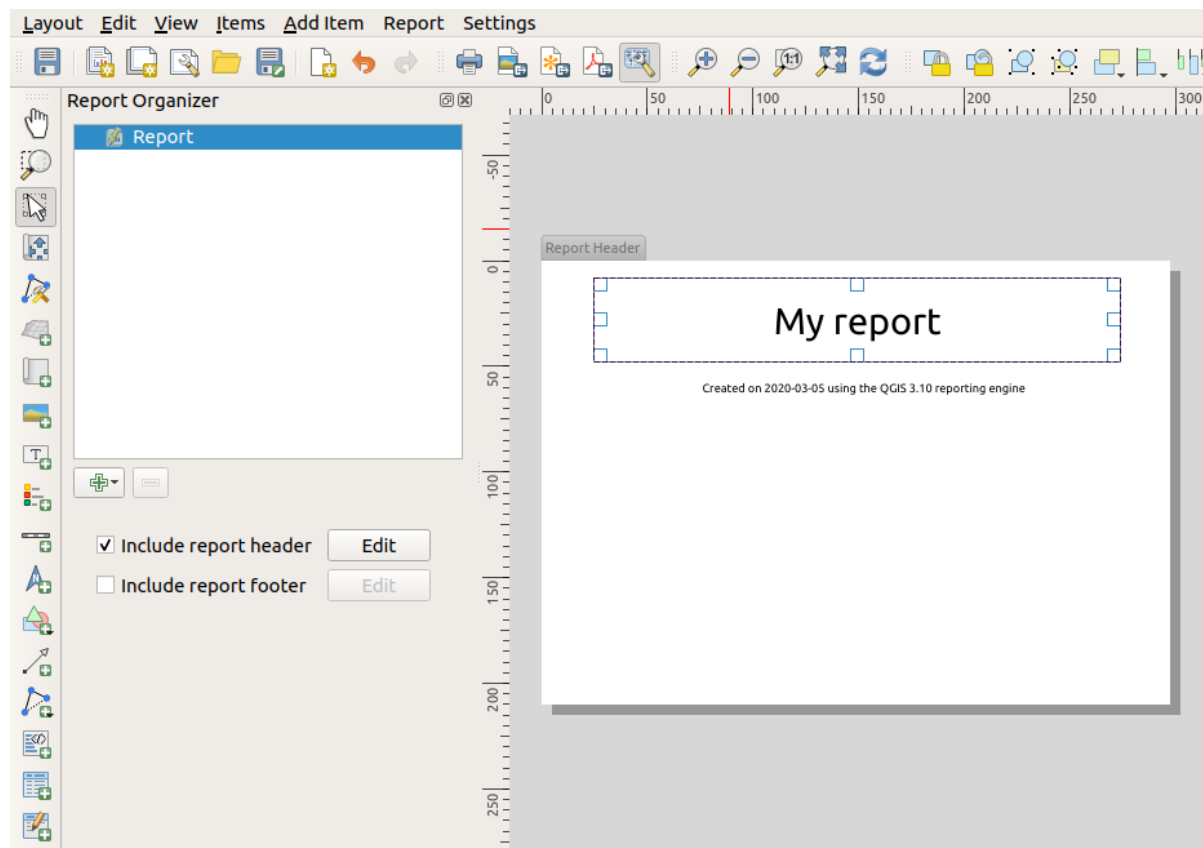 Layout Edit View Items Add Item Report Settings
1:1
Report Organizer
0 50 100 150 200 250 300
Report
-50
0
50
100
150
200
250
Report Header
My report
Created on 2020-03-05 using the QGIS 3.10 reporting engine
Include report header Edit
Include report footer Edit